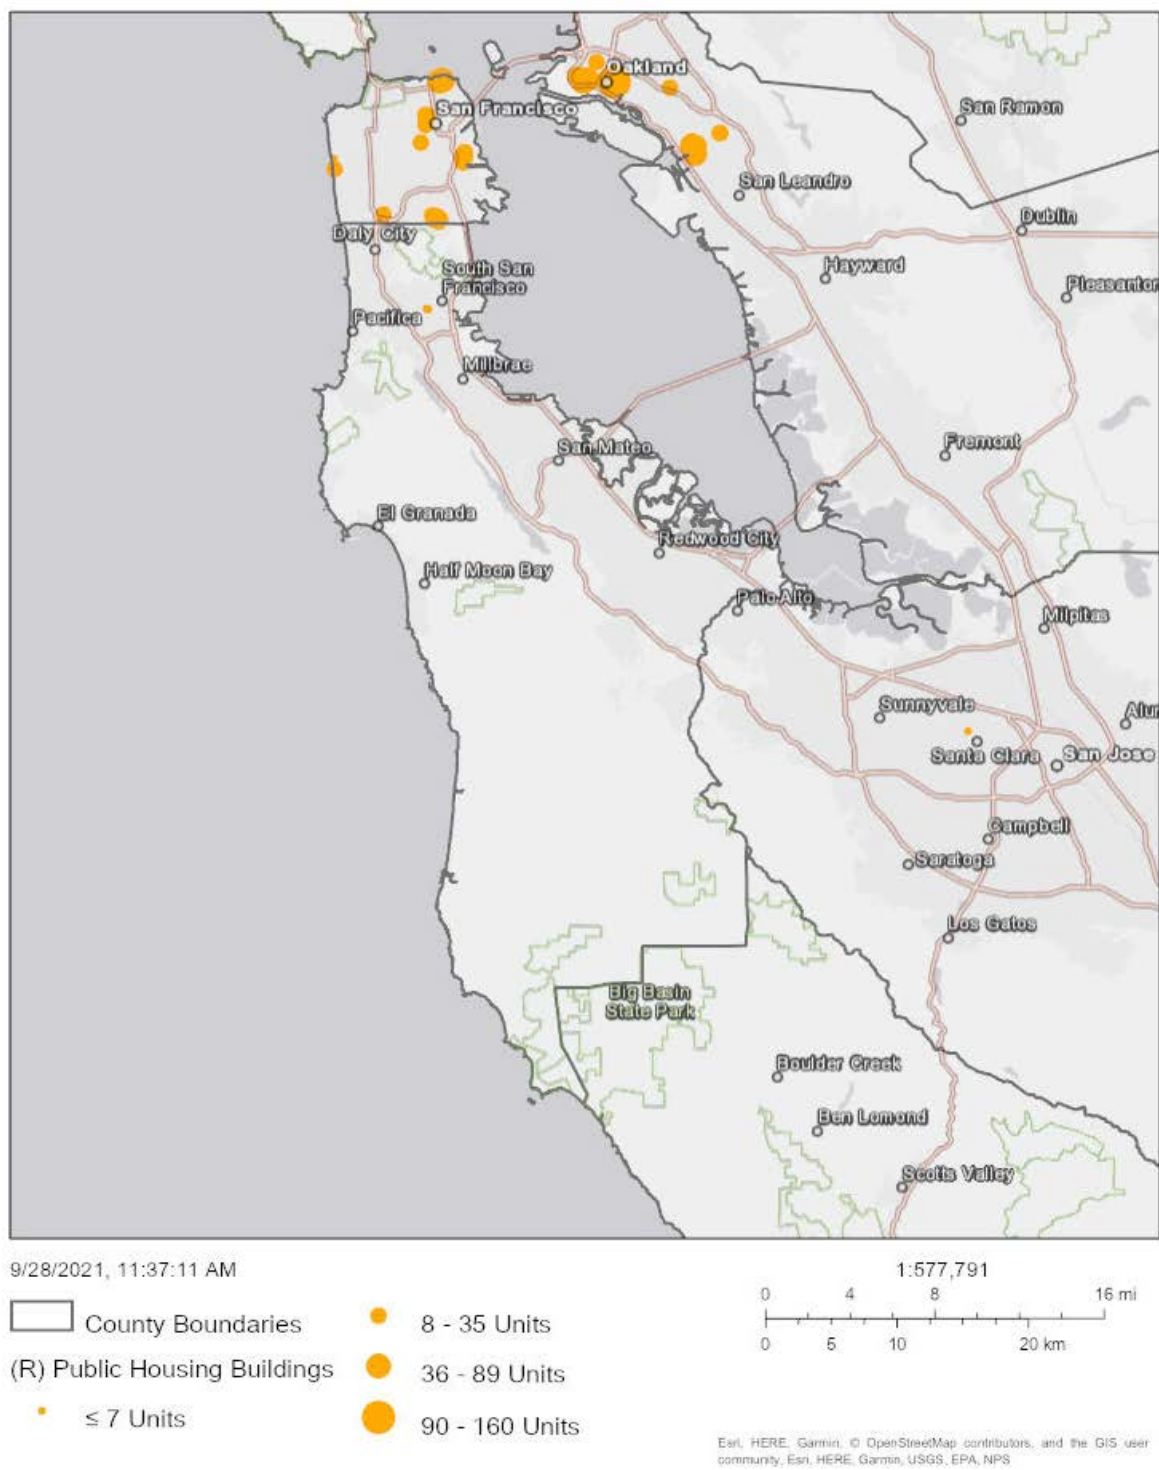 Oakland
San Francisco
San Ramon
San Leandro
Dublin
Daly City
Hayward
South San
Francisco
Pleasanton
Pacifica
Millbrae
Fremont
San Mateo
El Granada
Redwood City
Half Moon Bay
Palo Alto
Milpitas
Sunnyvale
Alur
Santa Clara
San Jose
Campbell
Saratoga
Los Gatos
Big Basin
State Park
Boulder Creek
Ben Lomond
Scotts Valley
9/28/2021, 11:37:11 AM
1:577,791
0 4 8 16 mi
0 5 10 20 km
County Boundaries
(R) Public Housing Buildings
≤ 7 Units
8 - 35 Units
36 - 89 Units
90 - 160 Units
Esri, HERE, Garmin, © OpenStreetMap contributors, and the GIS user
community, Esri, HERE, Garmin, USGS, EPA, NPS